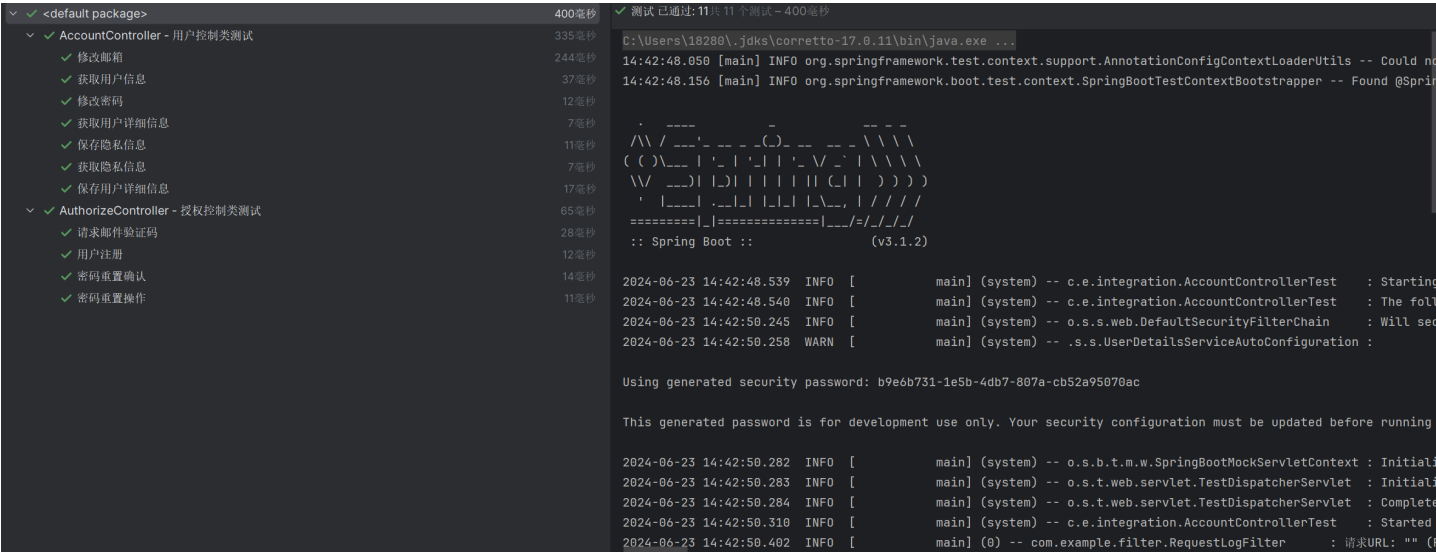 <default package> 400毫秒
AccountController - 用户控制类测试 335毫秒
修改邮箱 244毫秒
获取用户信息 37毫秒
修改密码 12毫秒
获取用户详细信息 7毫秒
保存隐私信息 11毫秒
获取隐私信息 7毫秒
保存用户详细信息 17毫秒
AuthorizeController - 授权控制类测试 65毫秒
请求邮件验证码 28毫秒
用户注册 12毫秒
密码重置确认 14毫秒
密码重置操作 11毫秒
测试 已通过: 11共 11 个测试 – 400毫秒
C:\Users\18280\.jdks\corretto-17.0.11\bin\java.exe ...
14:42:48.050 [main] INFO org.springframework.test.context.support.AnnotationConfigContextLoaderUtils -- Could no
14:42:48.156 [main] INFO org.springframework.boot.test.context.SpringBootTestContextBootstrapper -- Found @Sprin
  .   ____          _            __ _ _
 /\\ / ___'_ __ _ _(_)_ __  __ _ \ \ \ \
( ( )\___ | '_ | '_| | '_ \/ _` | \ \ \ \
 \\/  ___)| |_)| | | | | || (_| |  ) ) ) )
  '  |____| .__|_| |_|_| |_\__, | / / / /
 =========|_|==============|___/=/_/_/_/
 :: Spring Boot ::                (v3.1.2)
2024-06-23 14:42:48.539  INFO  [           main] (system) -- c.e.integration.AccountControllerTest    : Starting
2024-06-23 14:42:48.540  INFO  [           main] (system) -- c.e.integration.AccountControllerTest    : The foll
2024-06-23 14:42:50.245  INFO  [           main] (system) -- o.s.s.web.DefaultSecurityFilterChain     : Will sec
2024-06-23 14:42:50.258  WARN  [           main] (system) -- .s.s.UserDetailsServiceAutoConfiguration :
Using generated security password: b9e6b731-1e5b-4db7-807a-cb52a95070ac
This generated password is for development use only. Your security configuration must be updated before running
2024-06-23 14:42:50.282  INFO  [           main] (system) -- o.s.b.t.m.w.SpringBootMockServletContext : Initiali
2024-06-23 14:42:50.283  INFO  [           main] (system) -- o.s.t.web.servlet.TestDispatcherServlet  : Initiali
2024-06-23 14:42:50.284  INFO  [           main] (system) -- o.s.t.web.servlet.TestDispatcherServlet  : Complete
2024-06-23 14:42:50.310  INFO  [           main] (system) -- c.e.integration.AccountControllerTest    : Started
2024-06-23 14:42:50.402  INFO  [           main] (0) -- com.example.filter.RequestLogFilter      : 请求URL: "" (